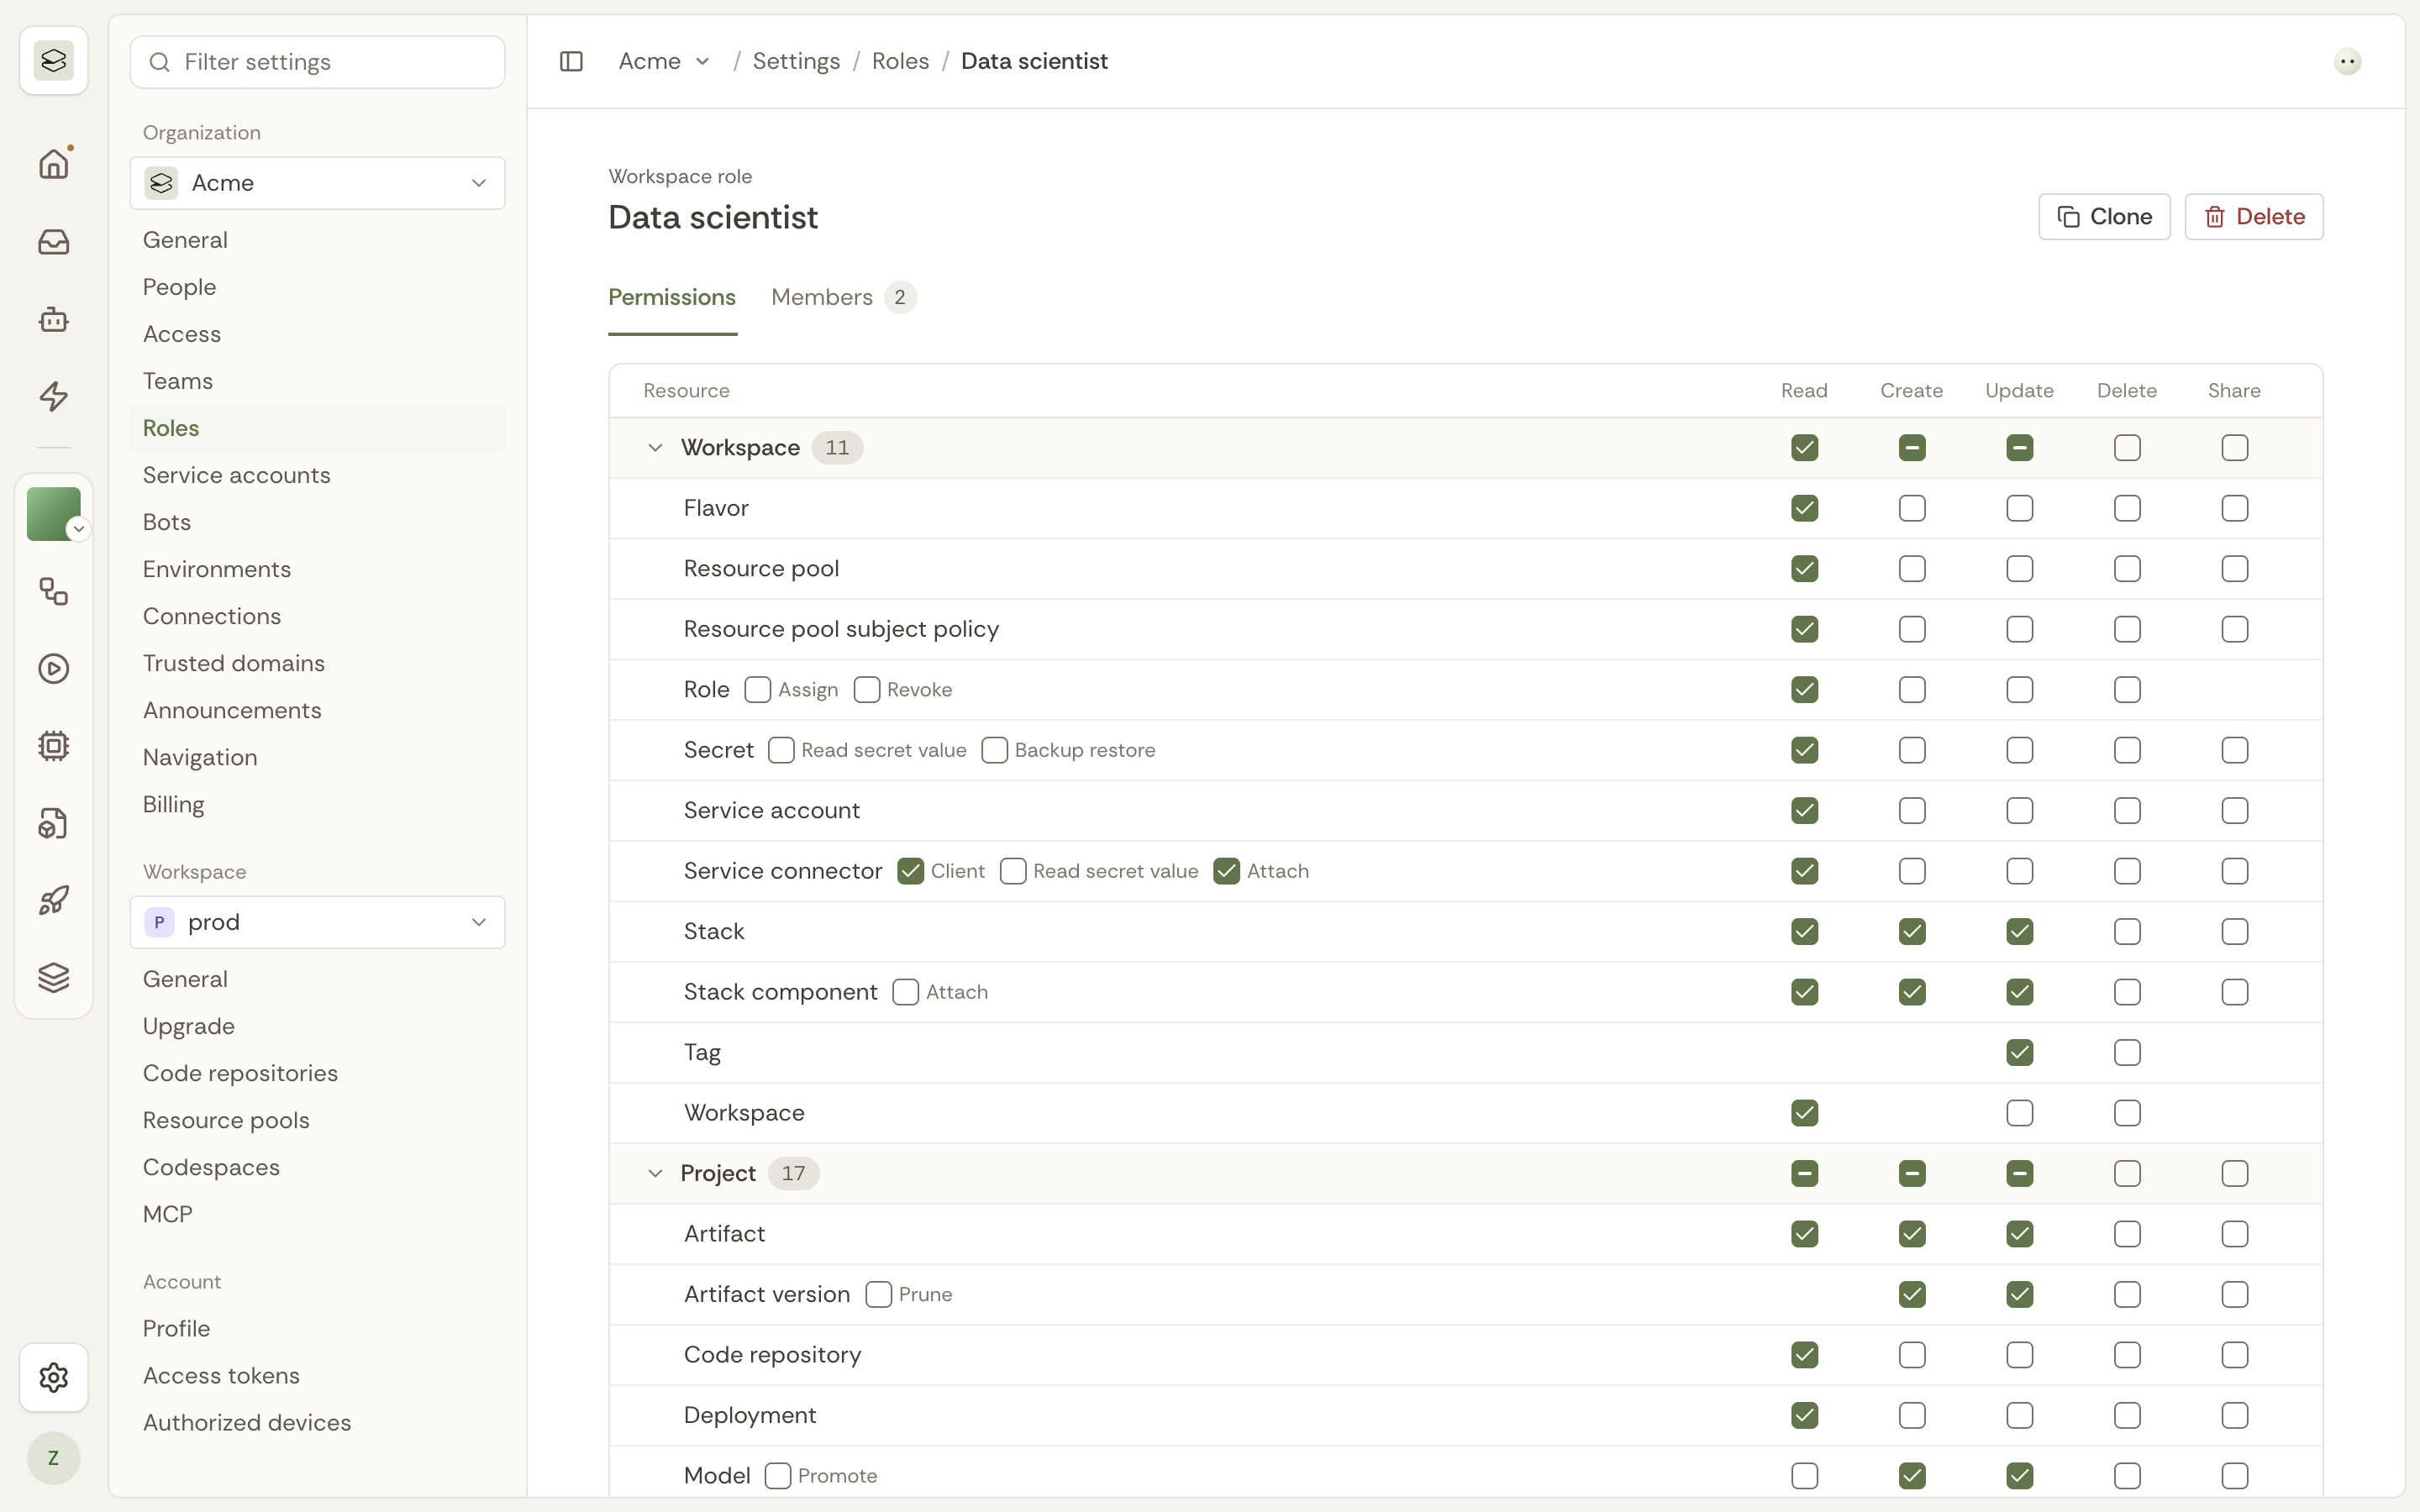 Filter settings
Organization
Acme
General
People
Access
Teams
Roles
Service accounts
Bots
Environments
Connections
Trusted domains
Announcements
Navigation
Billing
Workspace
P prod
General
Upgrade
Code repositories
Resource pools
Codespaces
MCP
Account
Profile
Access tokens
Authorized devices
Z
Acme / Settings / Roles / Data scientist
Workspace role
Data scientist
Clone Delete
Permissions Members 2
Resource Read Create Update Delete Share
Workspace 11
Flavor
Resource pool
Resource pool subject policy
Role Assign Revoke
Secret Read secret value Backup restore
Service account
Service connector Client Read secret value Attach
Stack
Stack component Attach
Tag
Workspace
Project 17
Artifact
Artifact version Prune
Code repository
Deployment
Model Promote